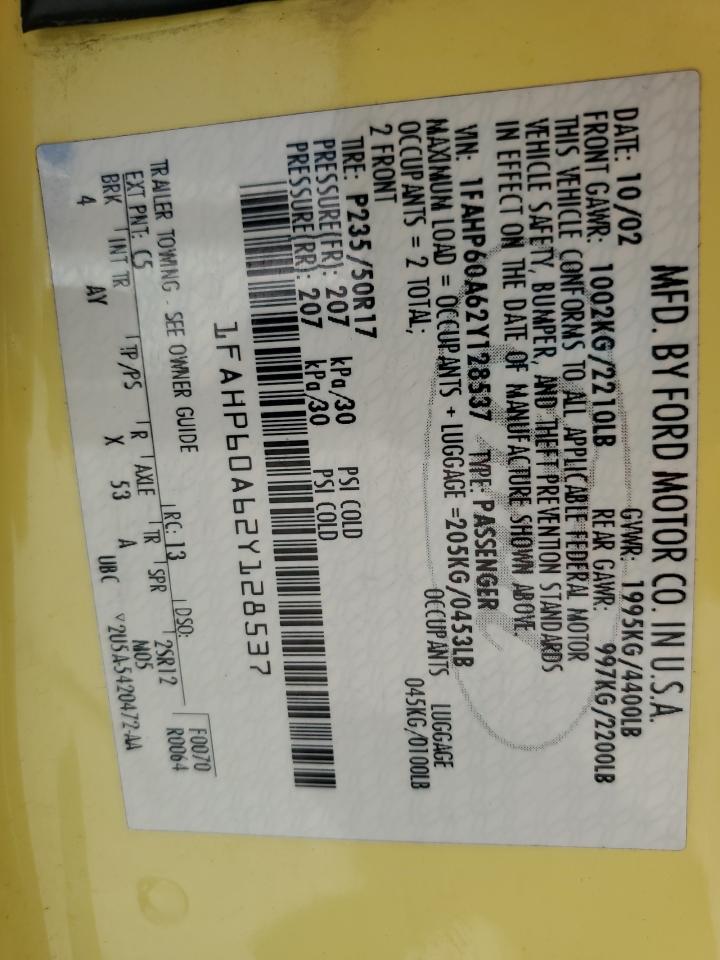 MFD. BY FORD MOTOR CO. IN U.S.A.
DATE: 10/02 GVWR: 1995KG/4400LB
FRONT GAWR: 1002KG/2210LB REAR GAWR: 997KG/2200LB
THIS VEHICLE CONFORMS TO ALL APPLICABLE FEDERAL MOTOR
VEHICLE SAFETY, BUMPER, AND THEFT PREVENTION STANDARDS
IN EFFECT ON THE DATE OF MANUFACTURE SHOWN ABOVE.
VIN: 1FAHP60A62Y128537 TYPE: PASSENGER
MAXIMUM LOAD = OCCUPANTS + LUGGAGE = 205KG/0453LB
OCCUPANTS = 2 TOTAL; OCCUPANTS LUGGAGE
2 FRONT 045KG/0100LB
TIRE: P235/50R17
PRESSURE(FR): 207 kPa/30 PSI COLD
PRESSURE(RR): 207 kPa/30 PSI COLD
1FAHP60A62Y128537
F0070
TRAILER TOWING - SEE OWNER GUIDE R0064
EXT PNT: C5 RC: 13 DSO:
BRK INT TR TP/PS R AXLE TR SPR 2SR12
4 AY X 53 A M05
UBC ▽2U5A5420472-AA